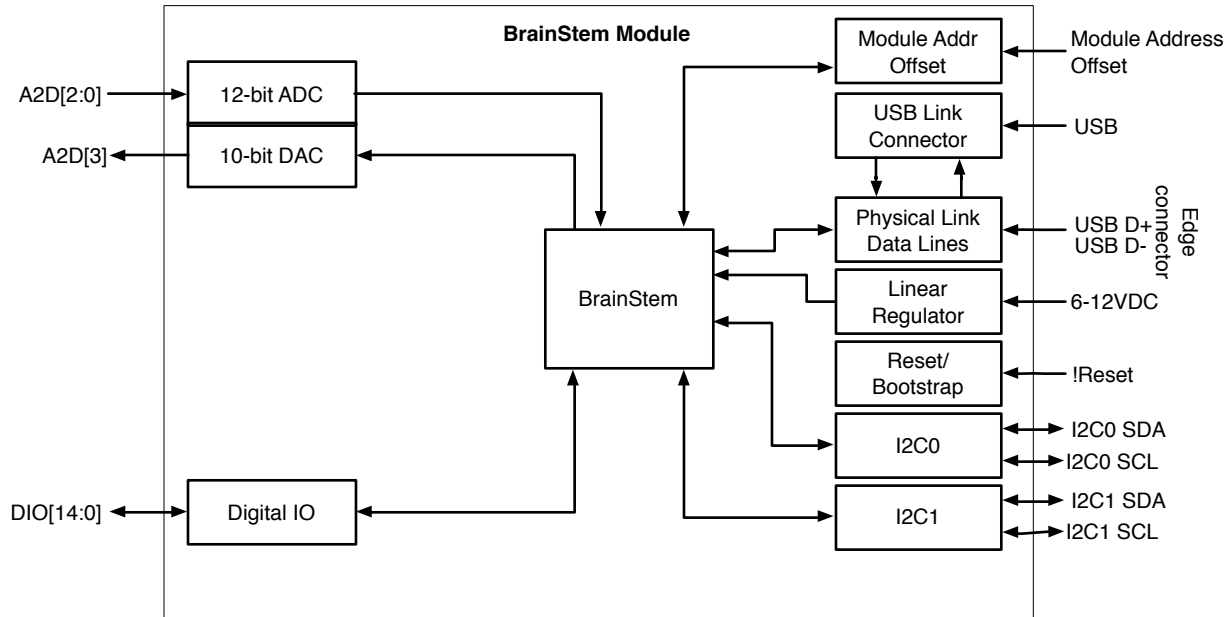 BrainStem Module
A2D[2:0]
12-bit ADC
A2D[3]
10-bit DAC
BrainStem
DIO[14:0]
Digital IO
Module Addr
Offset
Module Address
Offset
USB Link
Connector
USB
Physical Link
Data Lines
USB D+
USB D-
Edge
connector
Linear
Regulator
6-12VDC
Reset/
Bootstrap
!Reset
I2C0
I2C0 SDA
I2C0 SCL
I2C1
I2C1 SDA
I2C1 SCL